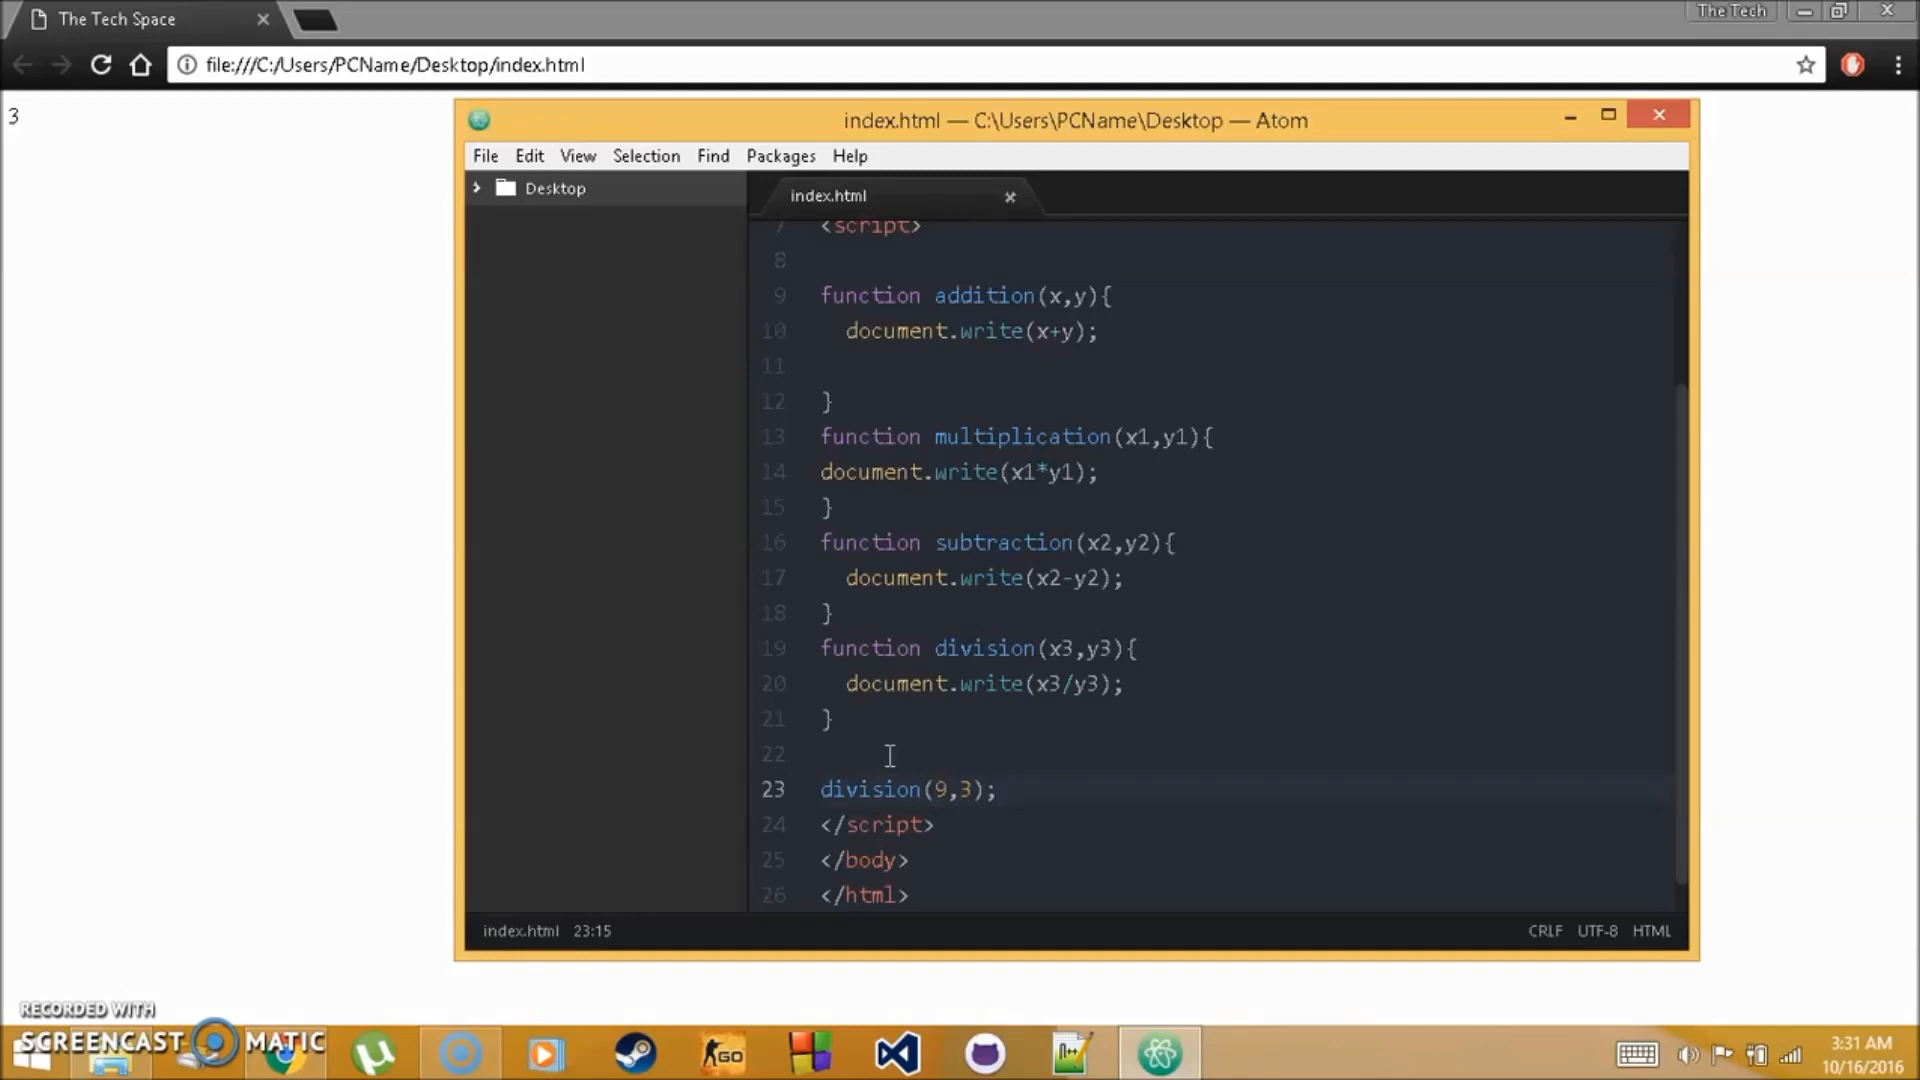 The Tech Space
The Tech
file:///C:/Users/PCName/Desktop/index.html
3
index.html — C:\Users\PCName\Desktop — Atom
File Edit View Selection Find Packages Help
Desktop
index.html
7 <script>
8
9 function addition(x,y){
10 document.write(x+y);
11
12 }
13 function multiplication(x1,y1){
14 document.write(x1*y1);
15 }
16 function subtraction(x2,y2){
17 document.write(x2-y2);
18 }
19 function division(x3,y3){
20 document.write(x3/y3);
21 }
22
23 division(9,3);
24 </script>
25 </body>
26 </html>
index.html 23:15
CRLF UTF-8 HTML
RECORDED WITH
SCREENCAST MATIC
GO
3:31 AM
10/16/2016